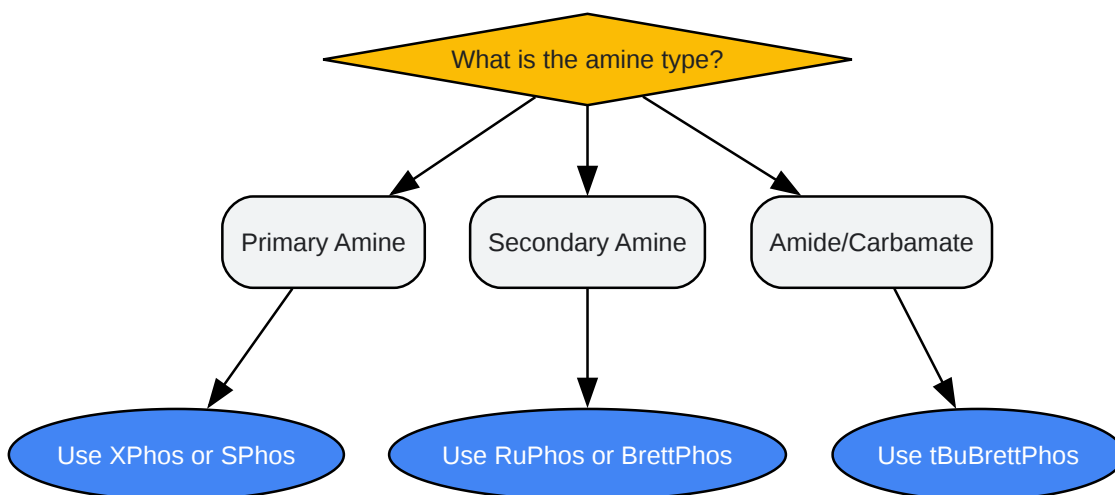 What is the amine type?
Primary Amine
Secondary Amine
Amide/Carbamate
Use XPhos or SPhos
Use RuPhos or BrettPhos
Use tBuBrettPhos